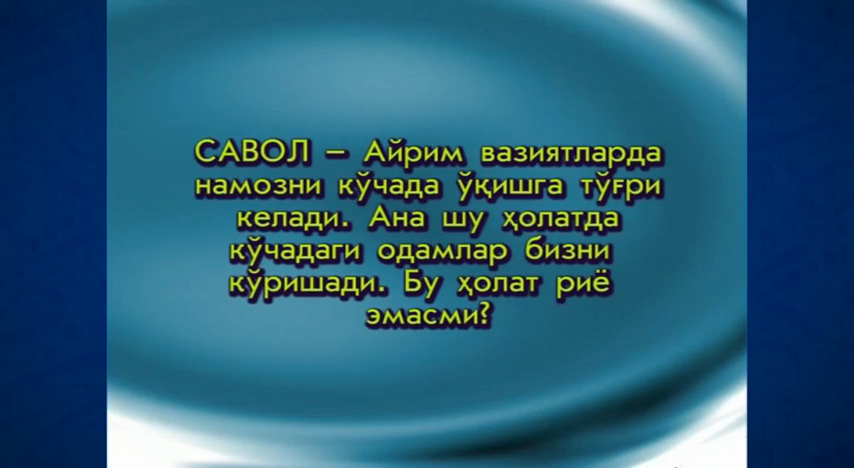 САВОЛ – Айрим вазиятларда
намозни кўчада ўқишга тўғри
келади. Ана шу ҳолатда
кўчадаги одамлар бизни
кўришади. Бу ҳолат риё
эмасми?